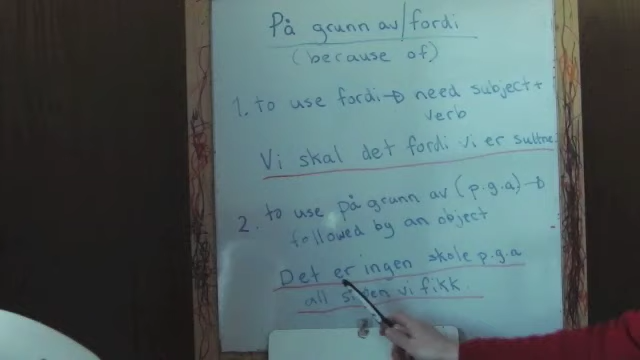 På grunn av/fordi
(because of)
1. to use fordi → need subject +
verb
Vi skal det fordi vi er sultne
2. to use på grunn av (p.g.a) →
followed by an object
Det er ingen skole p.g.a
all snøen vi fikk.